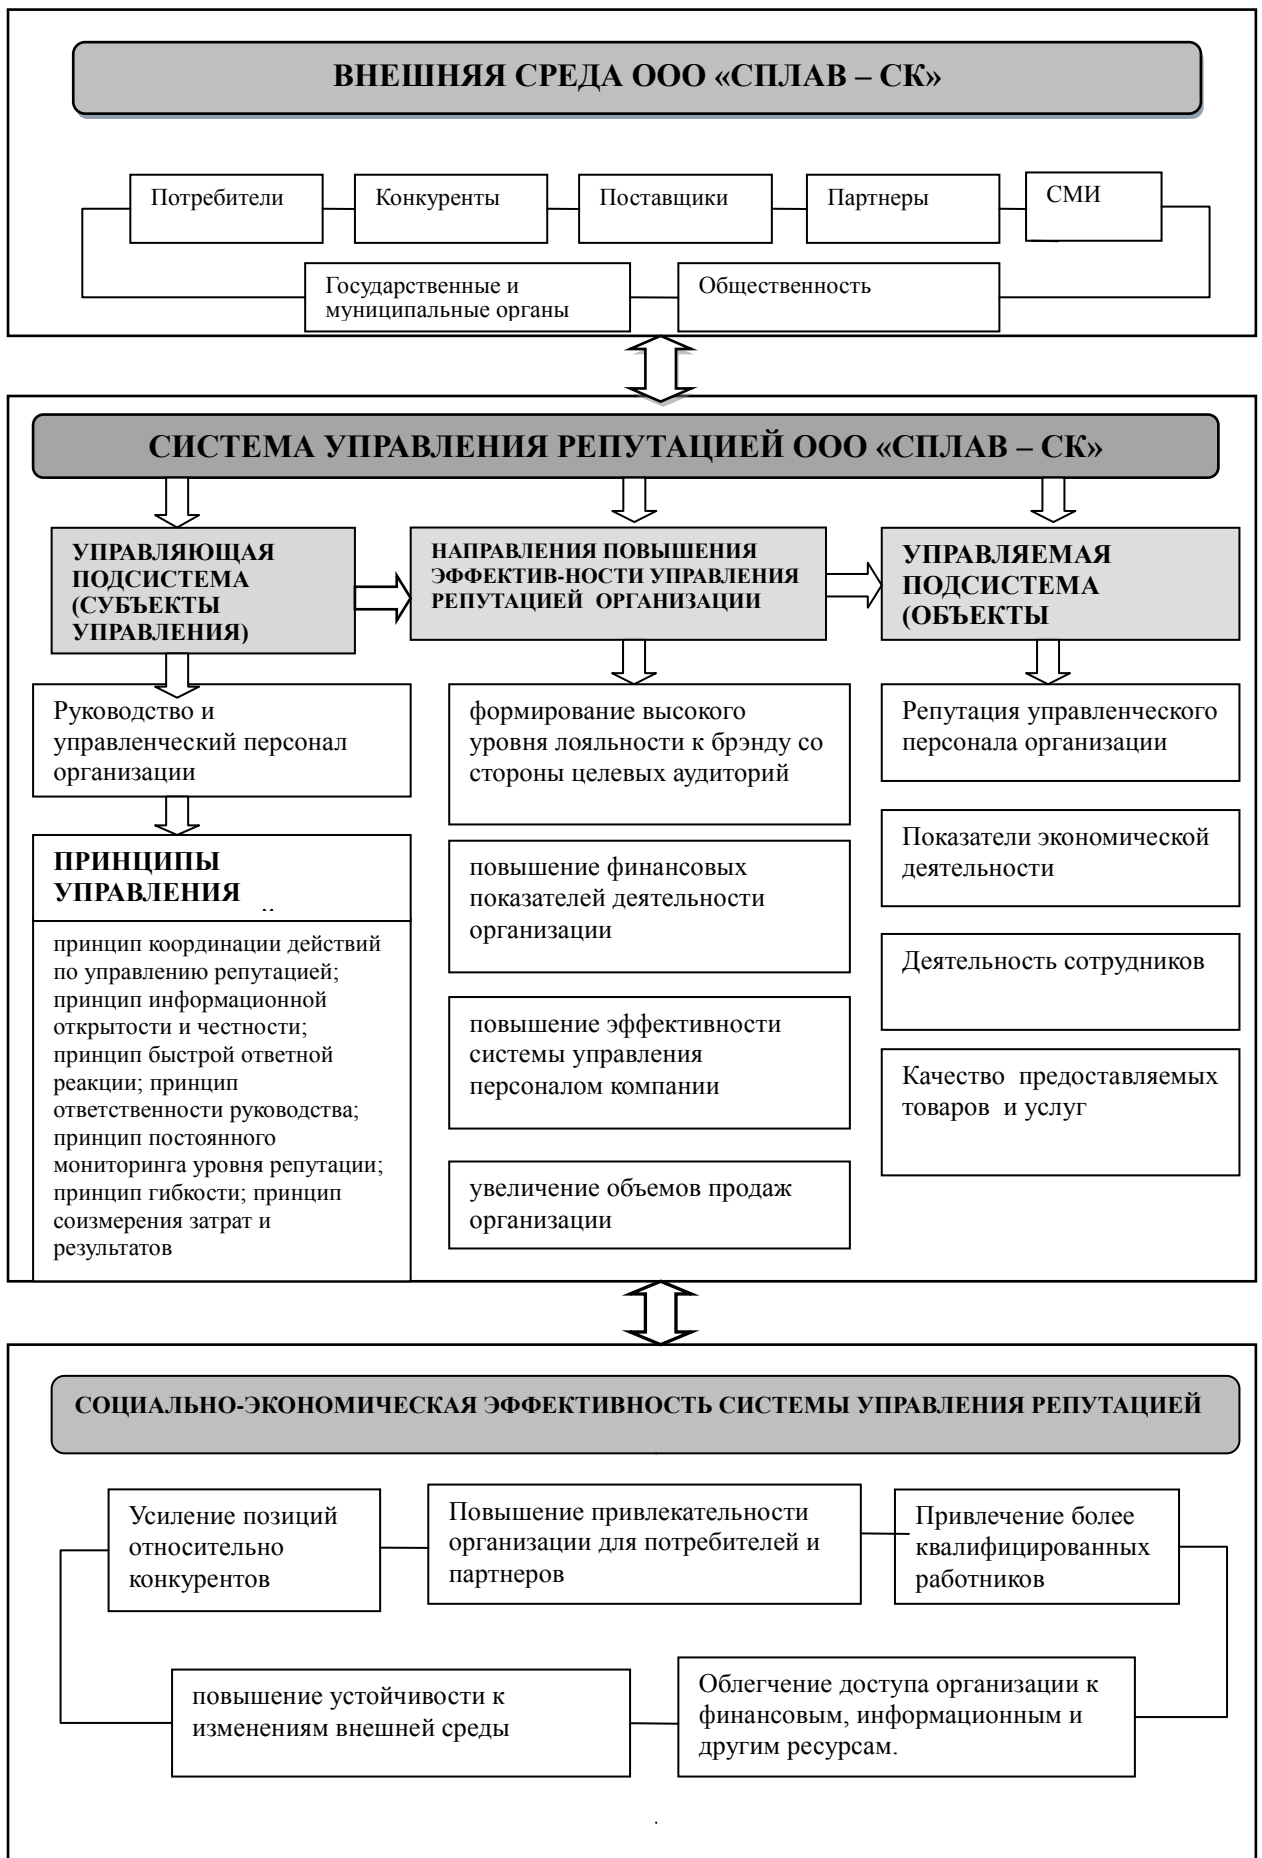 ВНЕШНЯЯ СРЕДА ООО «СПЛАВ – СК»
Потребители
Конкуренты
Поставщики
Партнеры
СМИ
Государственные и
муниципальные органы
Общественность
СИСТЕМА УПРАВЛЕНИЯ РЕПУТАЦИЕЙ ООО «СПЛАВ – СК»
УПРАВЛЯЮЩАЯ
ПОДСИСТЕМА
(СУБЪЕКТЫ
УПРАВЛЕНИЯ)
НАПРАВЛЕНИЯ ПОВЫШЕНИЯ
ЭФФЕКТИВ-НОСТИ УПРАВЛЕНИЯ
РЕПУТАЦИЕЙ ОРГАНИЗАЦИИ
УПРАВЛЯЕМАЯ
ПОДСИСТЕМА
(ОБЪЕКТЫ
Руководство и
управленческий персонал
организации
ПРИНЦИПЫ
УПРАВЛЕНИЯ
принцип координации действий
по управлению репутацией;
принцип информационной
открытости и честности;
принцип быстрой ответной
реакции; принцип
ответственности руководства;
принцип постоянного
мониторинга уровня репутации;
принцип гибкости; принцип
соизмерения затрат и
результатов
формирование высокого
уровня лояльности к брэнду со
стороны целевых аудиторий
повышение финансовых
показателей деятельности
организации
повышение эффективности
системы управления
персоналом компании
увеличение объемов продаж
организации
Репутация управленческого
персонала организации
Показатели экономической
деятельности
Деятельность сотрудников
Качество предоставляемых
товаров и услуг
СОЦИАЛЬНО-ЭКОНОМИЧЕСКАЯ ЭФФЕКТИВНОСТЬ СИСТЕМЫ УПРАВЛЕНИЯ РЕПУТАЦИЕЙ
Усиление позиций
относительно
конкурентов
Повышение привлекательности
организации для потребителей и
партнеров
Привлечение более
квалифицированных
работников
повышение устойчивости к
изменениям внешней среды
Облегчение доступа организации к
финансовым, информационным и
другим ресурсам.
.